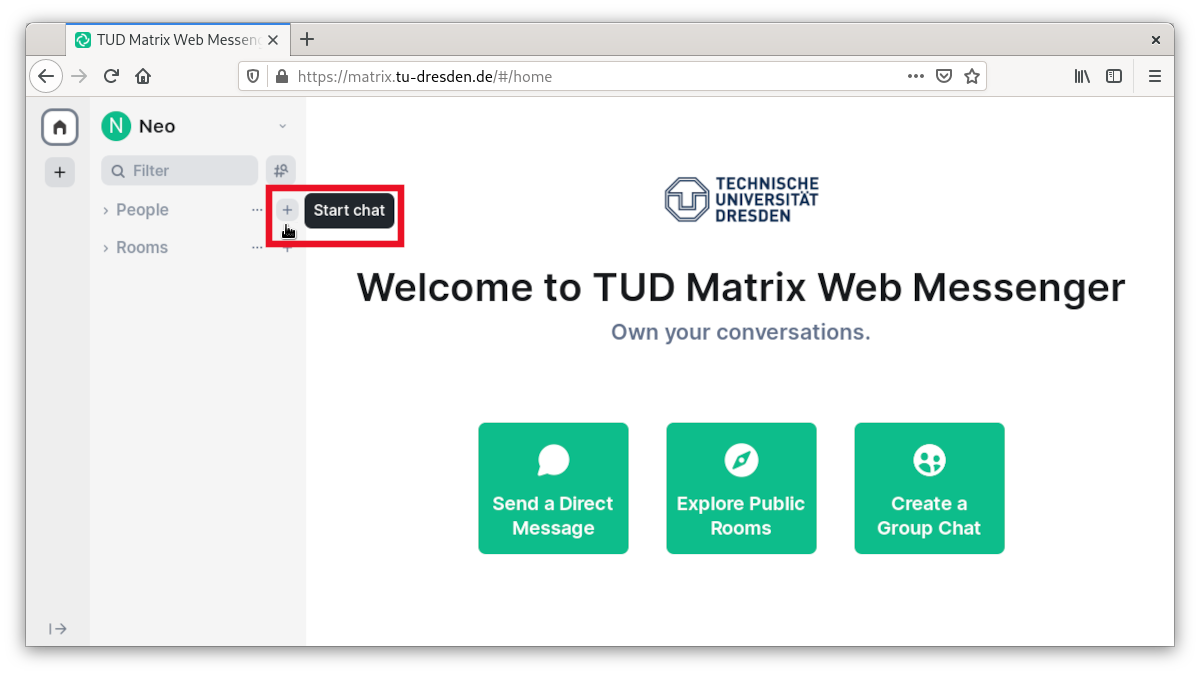 TUD Matrix Web Messeng
https://matrix.tu-dresden.de/#/home
N Neo
Filter
People
Start chat
Rooms
TECHNISCHE
UNIVERSITÄT
DRESDEN
Welcome to TUD Matrix Web Messenger
Own your conversations.
Send a Direct
Message
Explore Public
Rooms
Create a
Group Chat